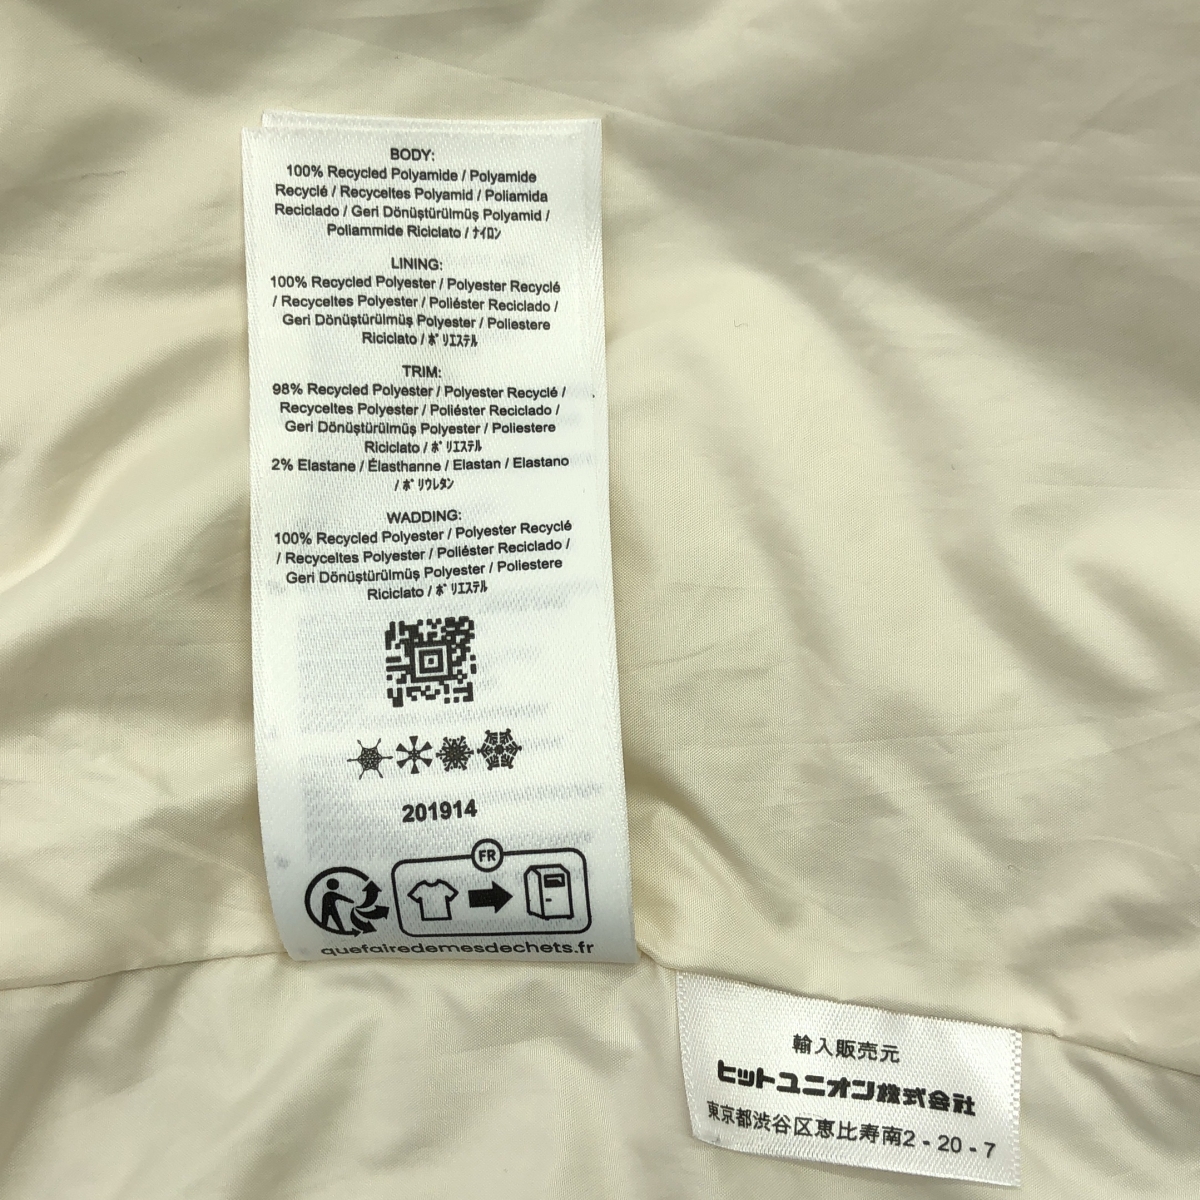 BODY:
100% Recycled Polyamide / Polyamide
Recyclé / Recyceltes Polyamid / Poliamida
Reciclado / Geri Dönüştürülmüş Polyamid /
Poliammide Riciclato / ﾅｲﾛﾝ
LINING:
100% Recycled Polyester / Polyester Recyclé
/ Recyceltes Polyester / Poliéster Reciclado /
Geri Dönüştürülmüş Polyester / Poliestere
Riciclato / ﾎﾟﾘｴｽﾃﾙ
TRIM:
98% Recycled Polyester / Polyester Recyclé /
Recyceltes Polyester / Poliéster Reciclado /
Geri Dönüştürülmüş Polyester / Poliestere
Riciclato / ﾎﾟﾘｴｽﾃﾙ
2% Elastane / Élasthanne / Elastan / Elastano
/ ﾎﾟﾘｳﾚﾀﾝ
WADDING:
100% Recycled Polyester / Polyester Recyclé
/ Recyceltes Polyester / Poliéster Reciclado /
Geri Dönüştürülmüş Polyester / Poliestere
Riciclato / ﾎﾟﾘｴｽﾃﾙ
201914
FR
quefairedemesdechets.fr
輸入販売元
ヒットユニオン株式会社
東京都渋谷区恵比寿南2-20-7